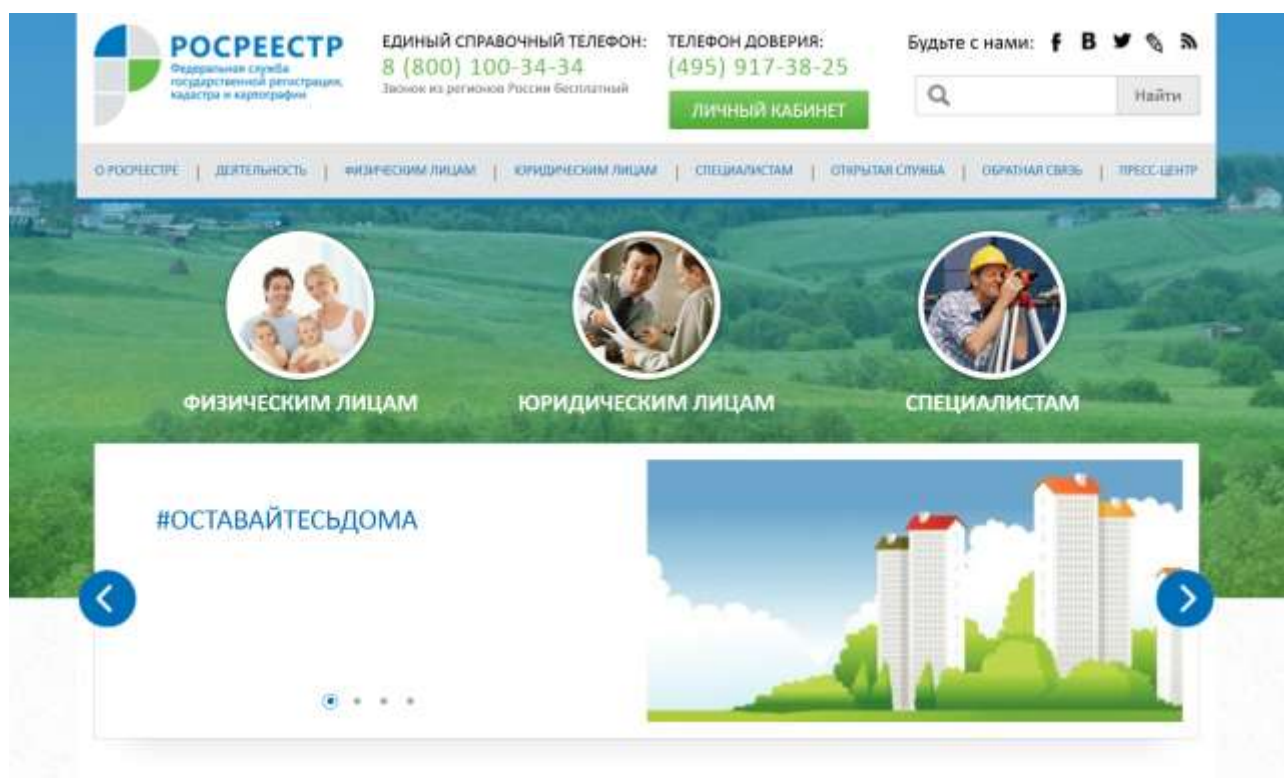 РОСРЕЕСТР
Федеральная служба
государственной регистрации,
кадастра и картографии
ЕДИНЫЙ СПРАВОЧНЫЙ ТЕЛЕФОН:
8 (800) 100-34-34
Звонок из регионов России бесплатный
ТЕЛЕФОН ДОВЕРИЯ:
(495) 917-38-25
ЛИЧНЫЙ КАБИНЕТ
Будьте с нами:
Найти
О РОСРЕЕСТРЕ | ДЕЯТЕЛЬНОСТЬ | ФИЗИЧЕСКИМ ЛИЦАМ | ЮРИДИЧЕСКИМ ЛИЦАМ | СПЕЦИАЛИСТАМ | ОТКРЫТАЯ СЛУЖБА | ОБРАТНАЯ СВЯЗЬ | ПРЕСС-ЦЕНТР
ФИЗИЧЕСКИМ ЛИЦАМ ЮРИДИЧЕСКИМ ЛИЦАМ СПЕЦИАЛИСТАМ
#ОСТАВАЙТЕСЬДОМА